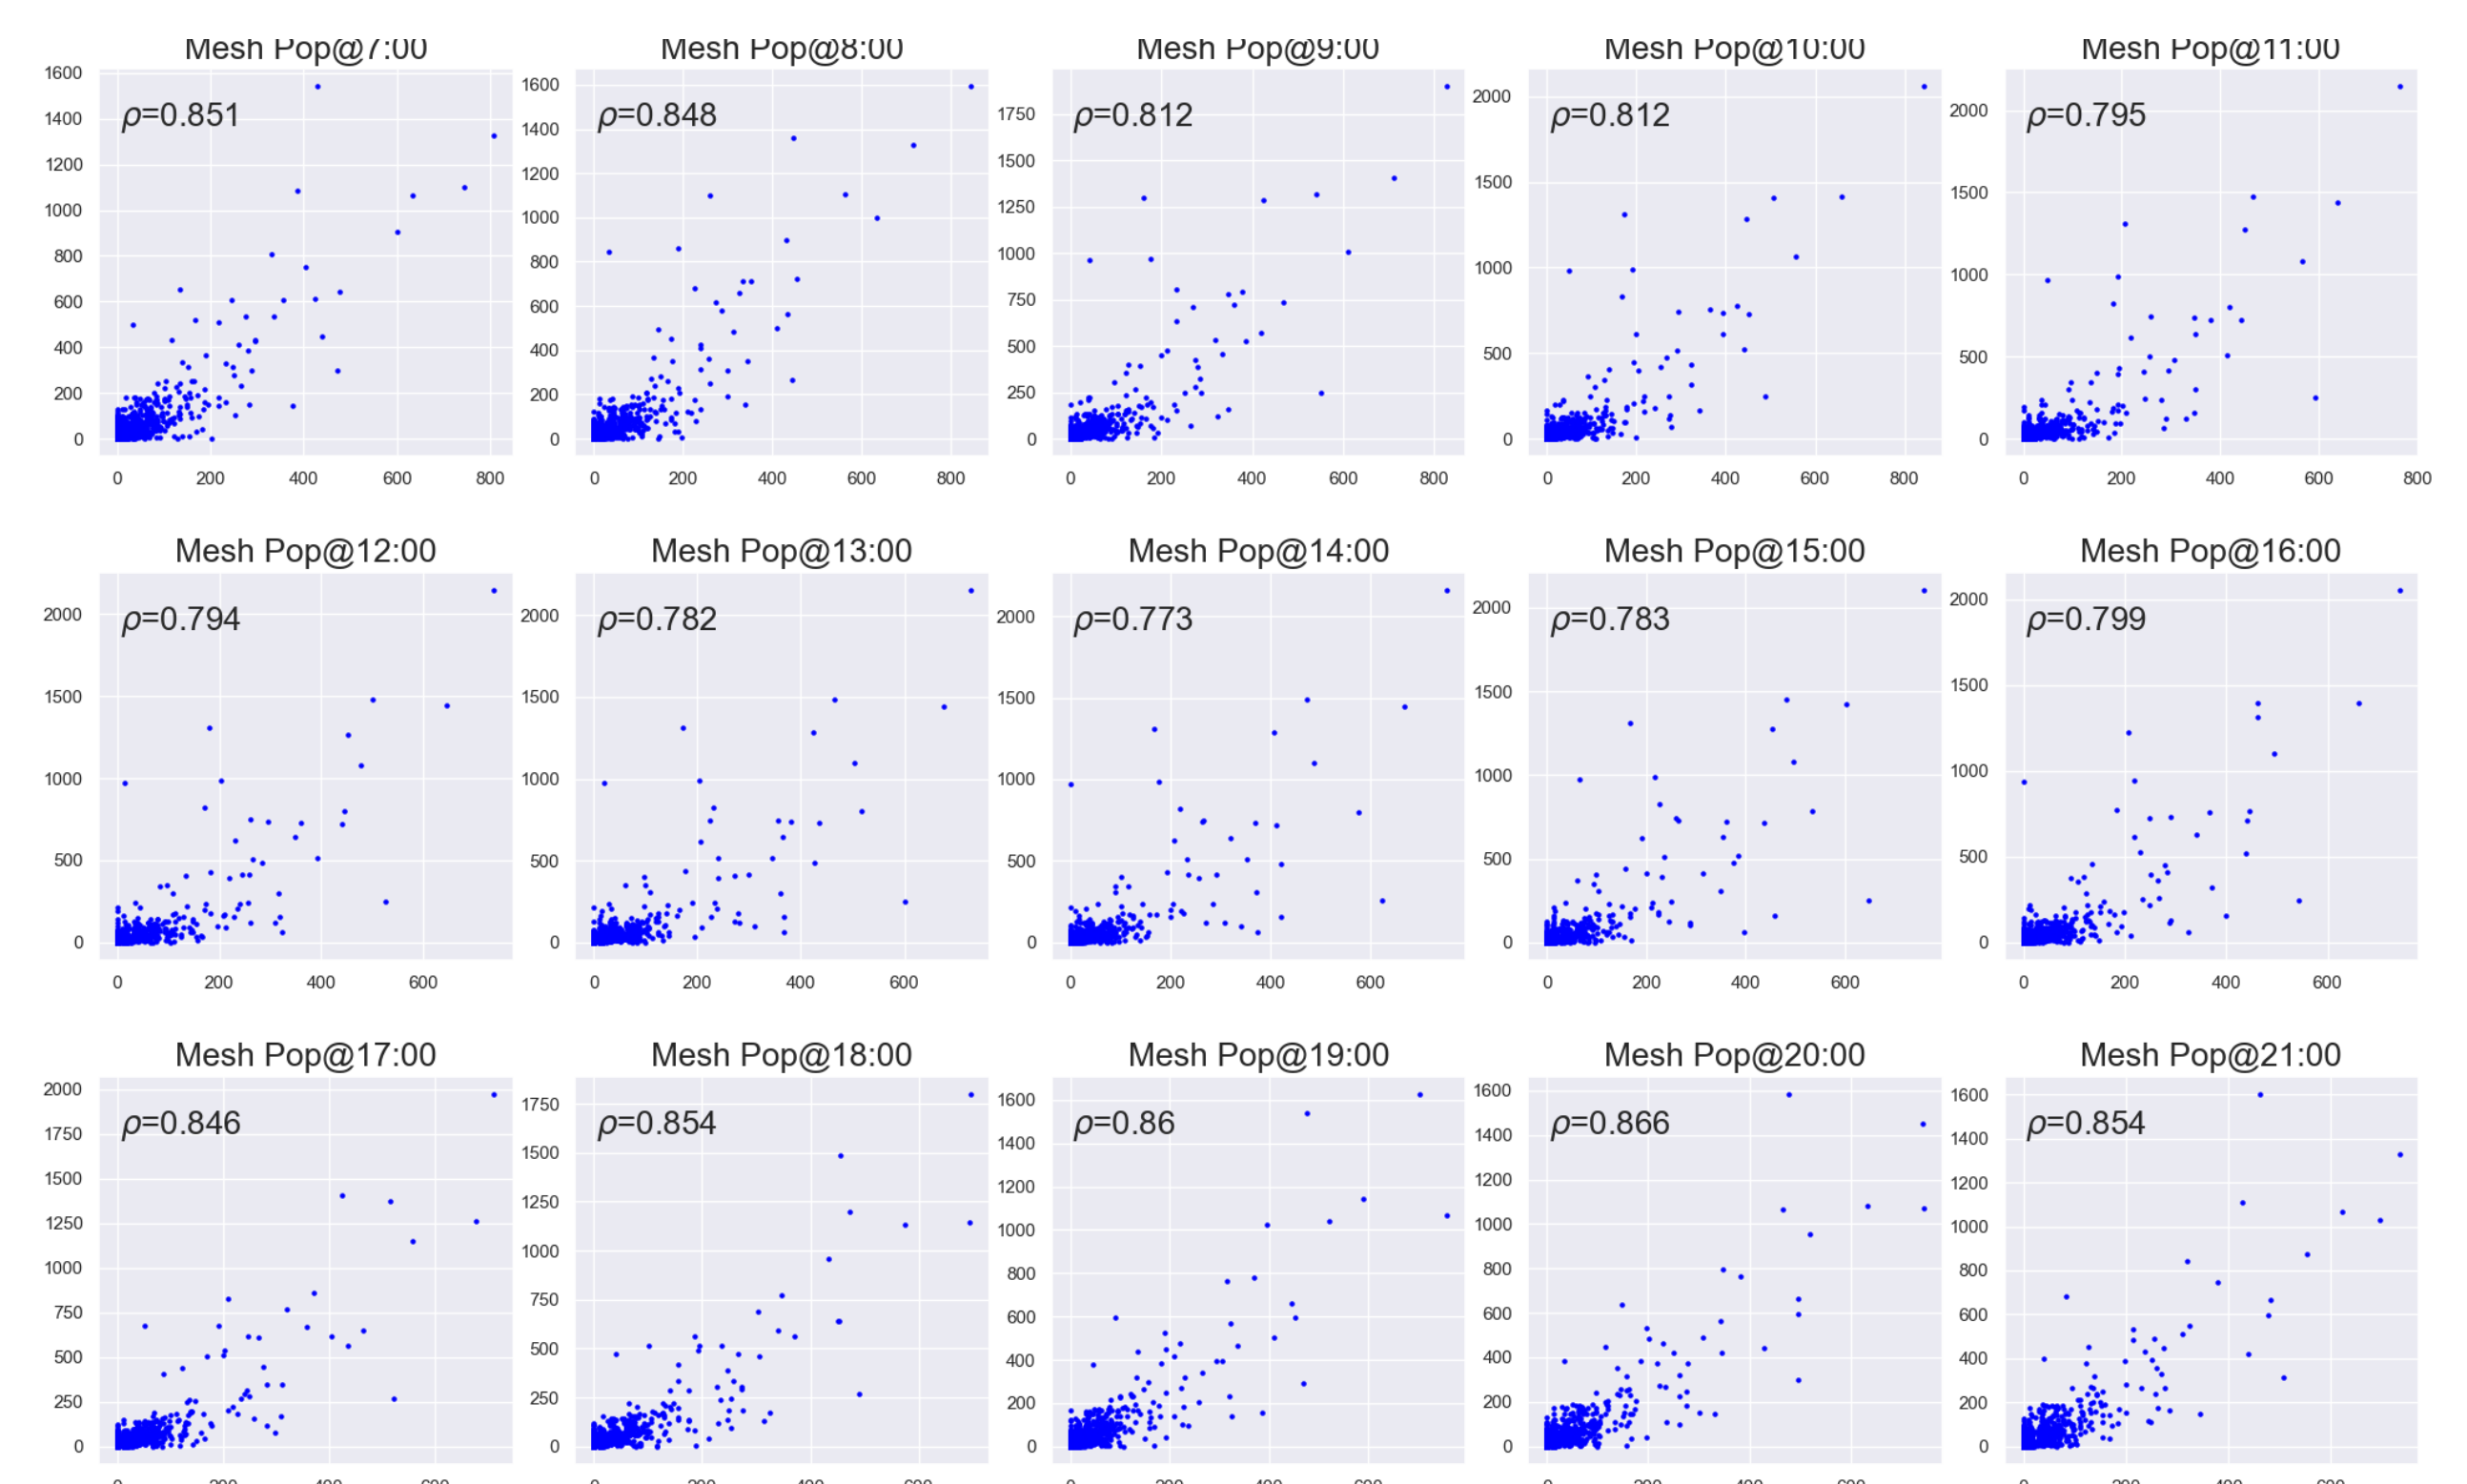 Mesh Pop@7:00
ρ=0.851
1600
1400
1200
1000
800
600
400
200
0
0 200 400 600 800
Mesh Pop@8:00
ρ=0.848
1600
1400
1200
1000
800
600
400
200
0
0 200 400 600 800
Mesh Pop@9:00
ρ=0.812
1750
1500
1250
1000
750
500
250
0
0 200 400 600 800
Mesh Pop@10:00
ρ=0.812
2000
1500
1000
500
0
0 200 400 600 800
Mesh Pop@11:00
ρ=0.795
2000
1500
1000
500
0
0 200 400 600 800
Mesh Pop@12:00
ρ=0.794
2000
1500
1000
500
0
0 200 400 600
Mesh Pop@13:00
ρ=0.782
2000
1500
1000
500
0
0 200 400 600
Mesh Pop@14:00
ρ=0.773
2000
1500
1000
500
0
0 200 400 600
Mesh Pop@15:00
ρ=0.783
2000
1500
1000
500
0
0 200 400 600
Mesh Pop@16:00
ρ=0.799
2000
1500
1000
500
0
0 200 400 600
Mesh Pop@17:00
ρ=0.846
2000
1750
1500
1250
1000
750
500
250
0
Mesh Pop@18:00
ρ=0.854
1750
1500
1250
1000
750
500
250
0
Mesh Pop@19:00
ρ=0.86
1600
1400
1200
1000
800
600
400
200
0
Mesh Pop@20:00
ρ=0.866
1600
1400
1200
1000
800
600
400
200
0
Mesh Pop@21:00
ρ=0.854
1600
1400
1200
1000
800
600
400
200
0